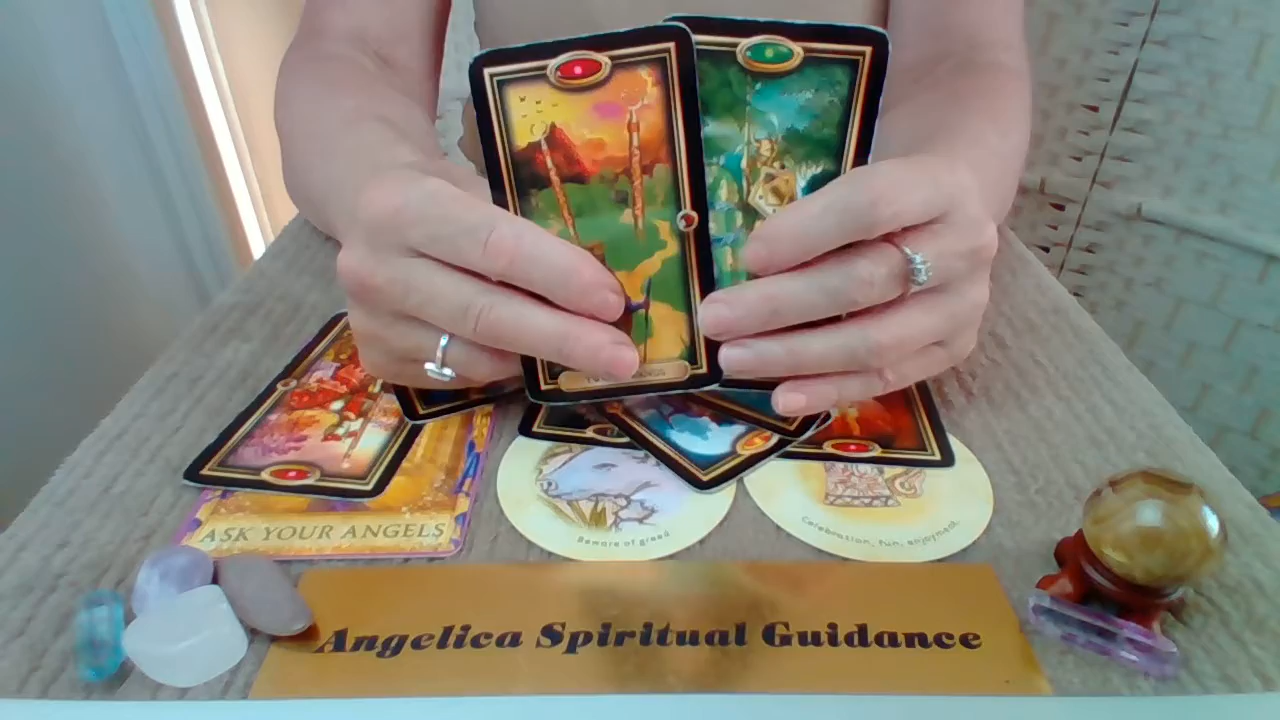 ASK YOUR ANGELS
Beware of greed
Celebration, fun, enjoyment.
Angelica Spiritual Guidance